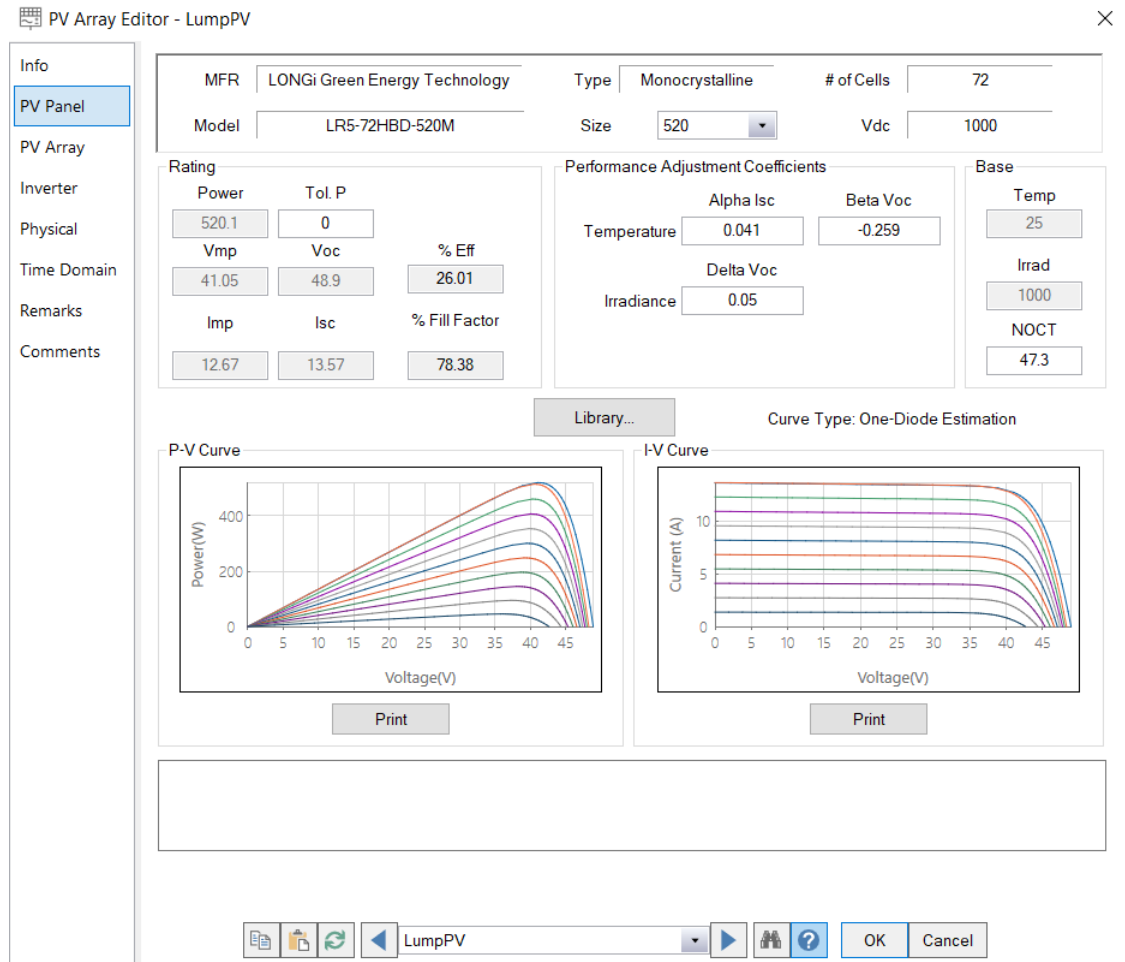 PV Array Editor - LumpPV
Info
PV Panel
PV Array
Inverter
Physical
Time Domain
Remarks
Comments
MFR LONGi Green Energy Technology Type Monocrystalline # of Cells 72
Model LR5-72HBD-520M Size 520 Vdc 1000
Rating
Power Tol. P
520.1 0
Vmp Voc % Eff
41.05 48.9 26.01
Imp Isc % Fill Factor
12.67 13.57 78.38
Performance Adjustment Coefficients
Alpha Isc Beta Voc
Temperature 0.041 -0.259
Delta Voc
Irradiance 0.05
Base
Temp
25
Irrad
1000
NOCT
47.3
Library... Curve Type: One-Diode Estimation
P-V Curve
Power(W)
400
200
0
0 5 10 15 20 25 30 35 40 45
Voltage(V)
Print
I-V Curve
Current (A)
10
5
0
0 5 10 15 20 25 30 35 40 45
Voltage(V)
Print
LumpPV ? OK Cancel